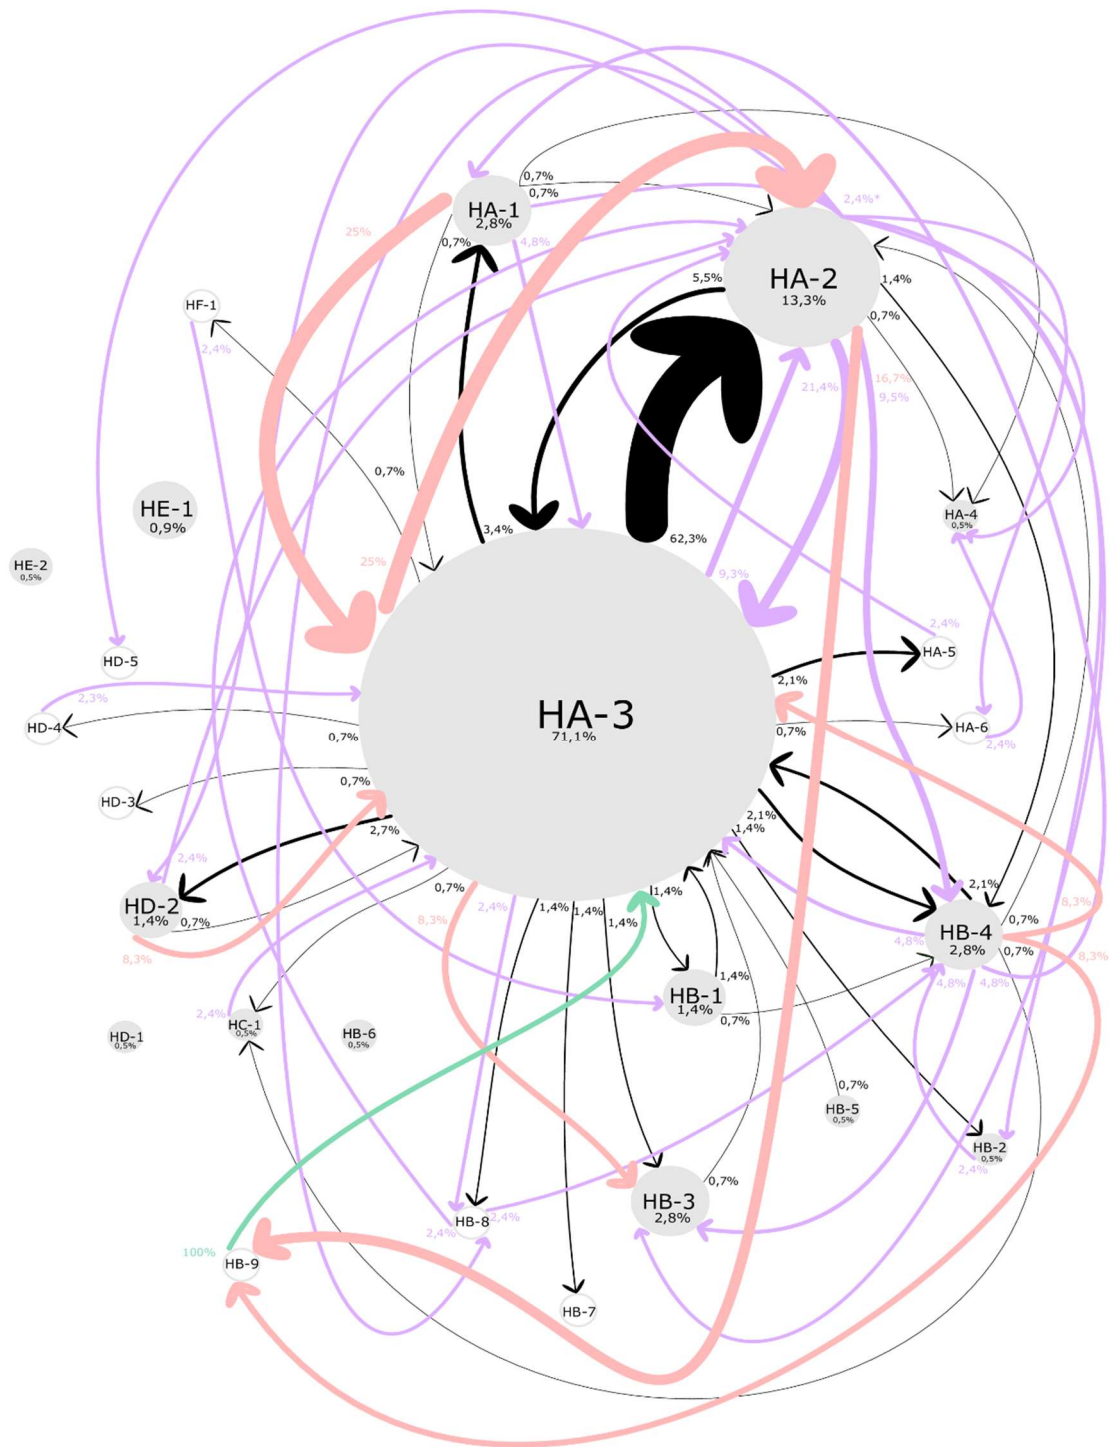 0,7%
0,7%
2,4%*
HA-1
2,8%
25%
0,7%
4,8%
HA-2
13,3%
5,5%
1,4%
0,7%
HF-1
2,4%
21,4%
16,7%
9,5%
0,7%
HE-1
0,9%
HA-4
0,5%
3,4%
62,3%
25%
9,3%
HE-2
0,5%
2,4%
HA-5
HD-5
2,1%
2,3%
HA-3
71,1%
HD-4
0,7%
0,7%
HA-6
2,4%
0,7%
HD-3
2,7%
2,1%
1,4%
2,4%
HD-2
1,4%
0,7%
0,7%
2,4%
1,4%
2,1%
8,3%
1,4%
1,4%
1,4%
8,3%
0,7%
HB-4
2,8%
0,7%
4,8%
8,3%
8,3%
1,4%
4,8%
4,8%
HB-1
1,4%
0,7%
2,4%
HC-1
0,5%
HD-1
0,5%
HB-6
0,5%
0,7%
HB-5
0,5%
HB-2
0,5%
2,4%
0,7%
HB-3
2,8%
HB-8
2,4%
2,4%
100%
HB-9
HB-7